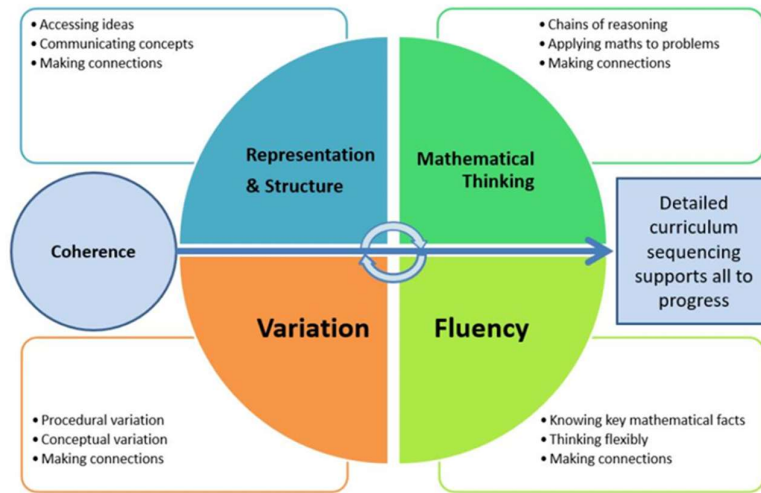 • Accessing ideas
• Communicating concepts
• Making connections
• Chains of reasoning
• Applying maths to problems
• Making connections
Representation
& Structure
Mathematical
Thinking
Coherence
Detailed
curriculum
sequencing
supports all to
progress
Variation
Fluency
• Procedural variation
• Conceptual variation
• Making connections
• Knowing key mathematical facts
• Thinking flexibly
• Making connections